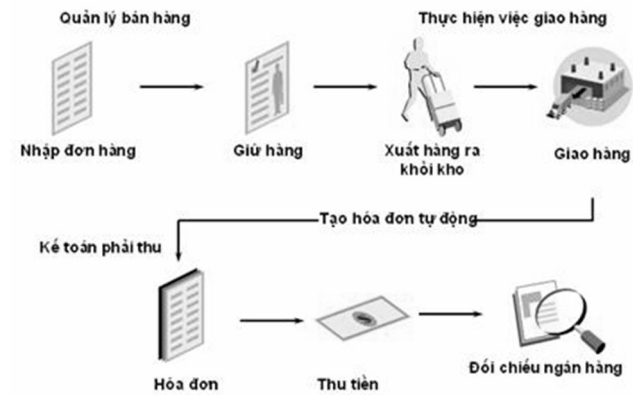 Quản lý bán hàng
Thực hiện việc giao hàng
Nhập đơn hàng
Giữ hàng
Xuất hàng ra
khỏi kho
Giao hàng
Tạo hóa đơn tự động
Kế toán phải thu
Hóa đơn
Thu tiền
Đối chiếu ngân hàng